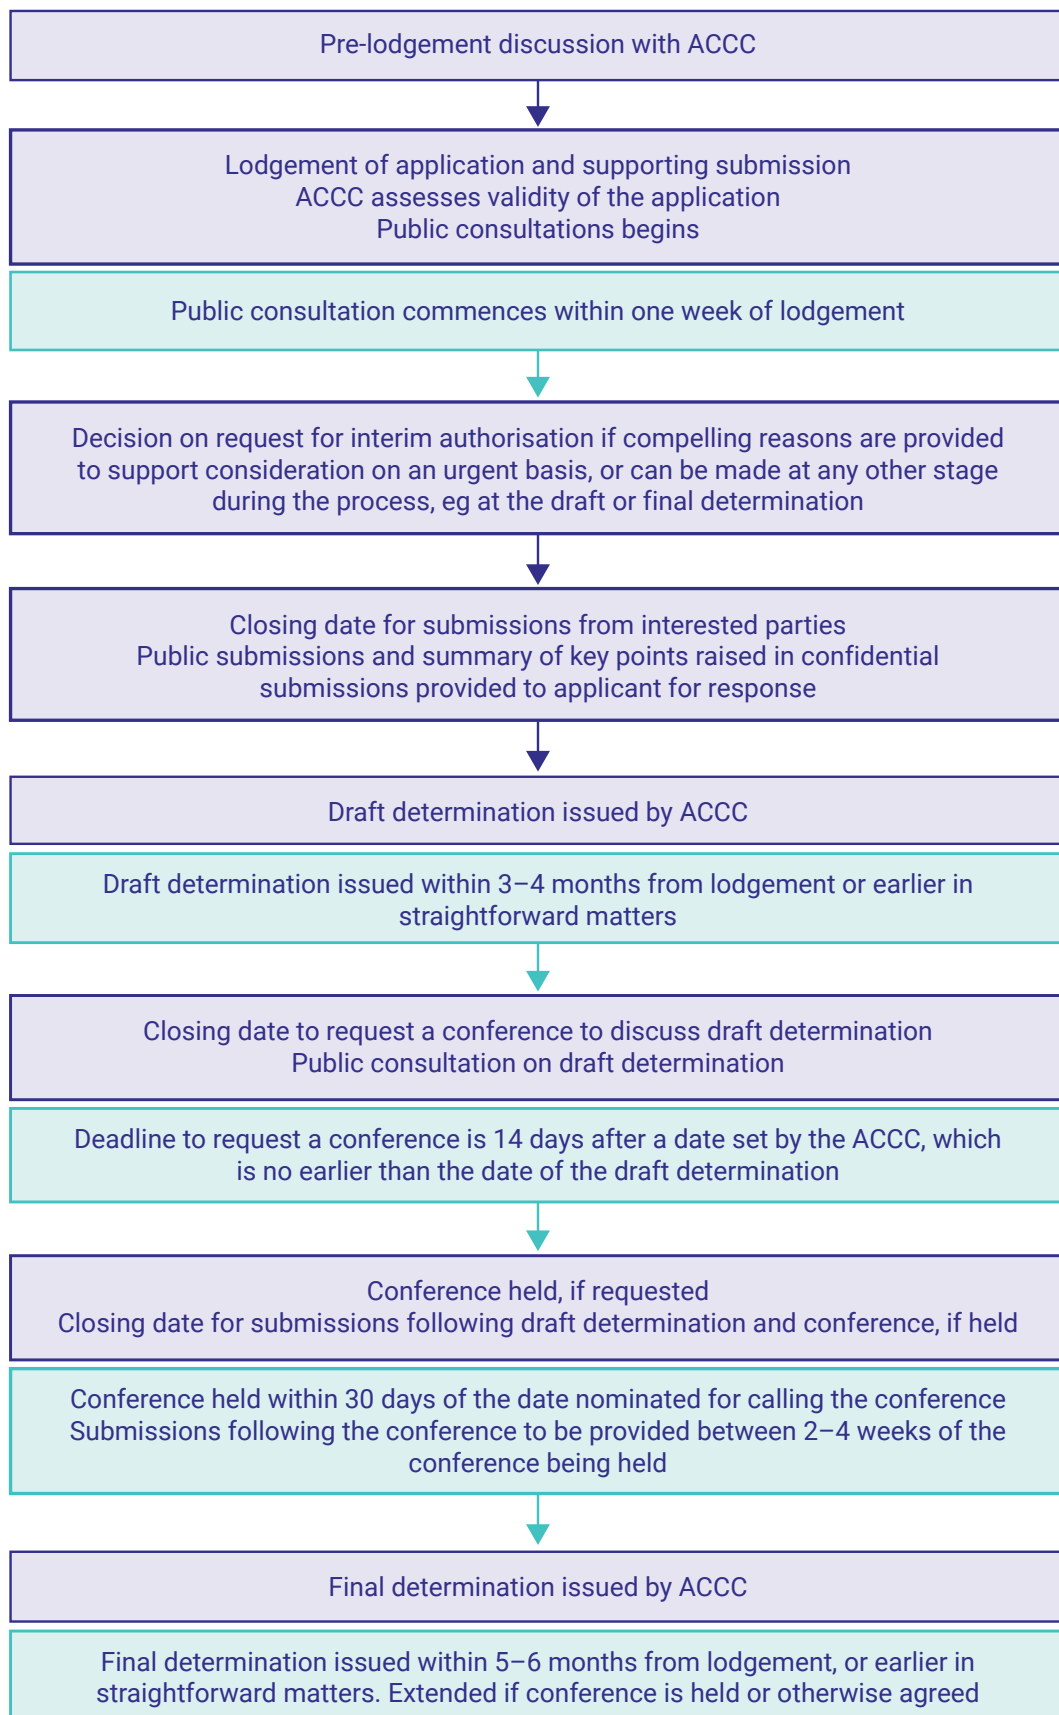 Pre-lodgement discussion with ACCC
Lodgement of application and supporting submission
ACCC assesses validity of the application
Public consultations begins
Public consultation commences within one week of lodgement
Decision on request for interim authorisation if compelling reasons are provided
to support consideration on an urgent basis, or can be made at any other stage
during the process, eg at the draft or final determination
Closing date for submissions from interested parties
Public submissions and summary of key points raised in confidential
submissions provided to applicant for response
Draft determination issued by ACCC
Draft determination issued within 3–4 months from lodgement or earlier in
straightforward matters
Closing date to request a conference to discuss draft determination
Public consultation on draft determination
Deadline to request a conference is 14 days after a date set by the ACCC, which
is no earlier than the date of the draft determination
Conference held, if requested
Closing date for submissions following draft determination and conference, if held
Conference held within 30 days of the date nominated for calling the conference
Submissions following the conference to be provided between 2–4 weeks of the
conference being held
Final determination issued by ACCC
Final determination issued within 5–6 months from lodgement, or earlier in
straightforward matters. Extended if conference is held or otherwise agreed